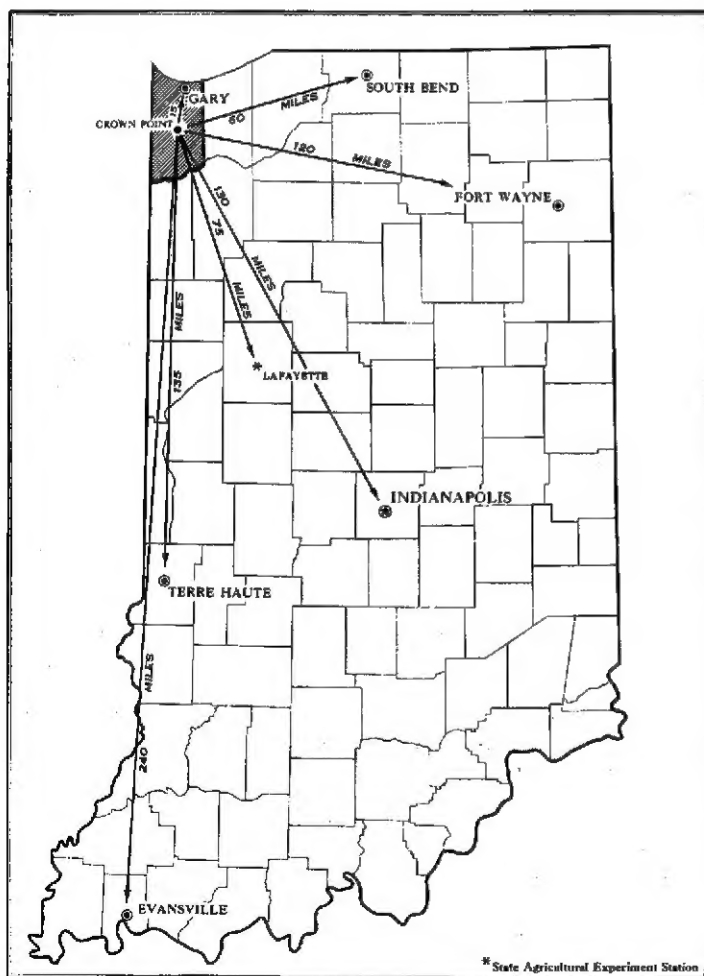 GARY
15
CROWN POINT
60 MILES
SOUTH BEND
120 MILES
FORT WAYNE
130 MILES
75 MILES
MILES 135
*LAFAYETTE
INDIANAPOLIS
TERRE HAUTE
MILES 240
EVANSVILLE
*State Agricultural Experiment Station